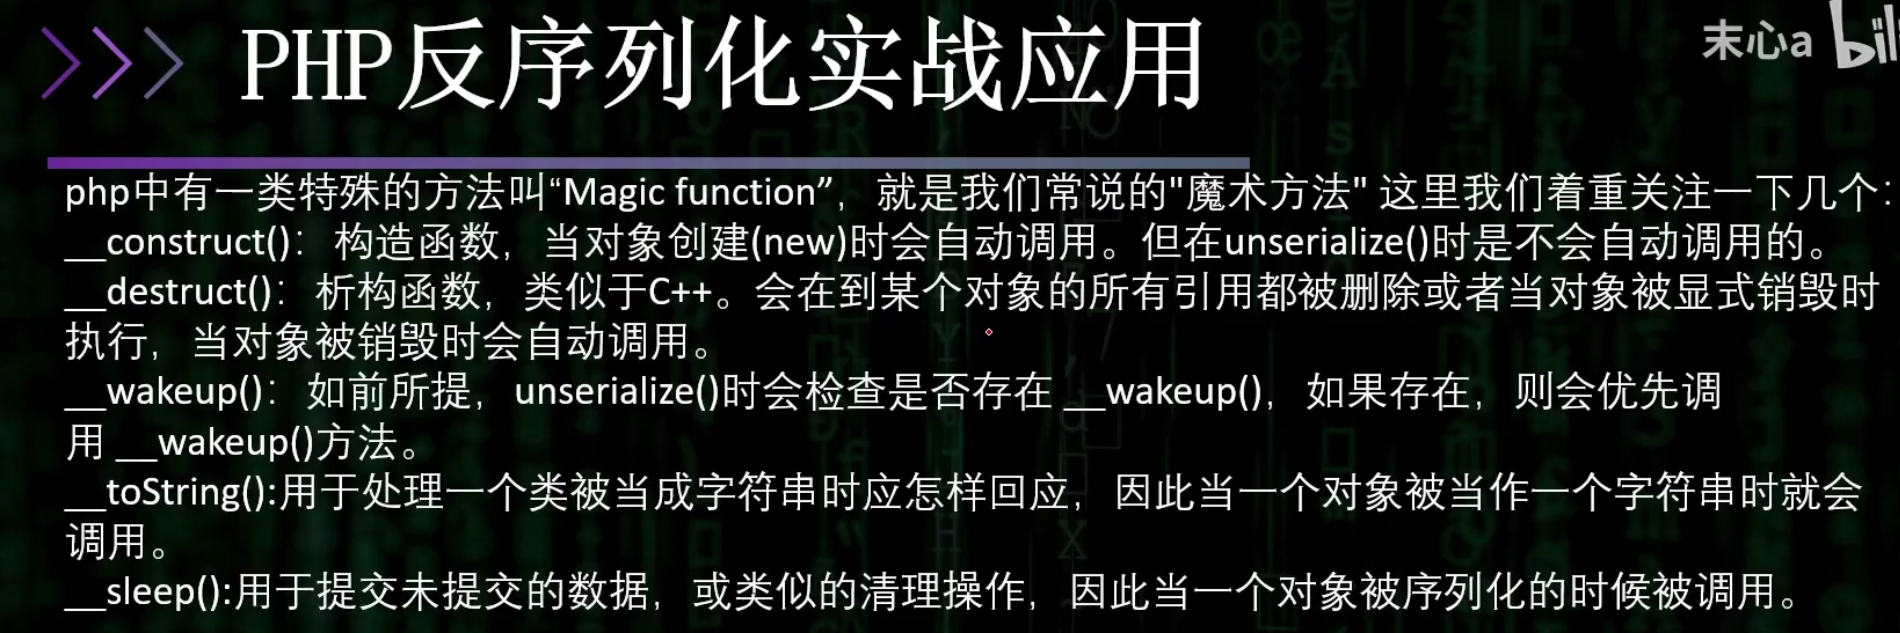 PHP反序列化实战应用
末心a bili
php中有一类特殊的方法叫“Magic function”，就是我们常说的"魔术方法" 这里我们着重关注一下几个：
__construct()：构造函数，当对象创建(new)时会自动调用。但在unserialize()时是不会自动调用的。
__destruct()：析构函数，类似于C++。会在到某个对象的所有引用都被删除或者当对象被显式销毁时
执行，当对象被销毁时会自动调用。
__wakeup()：如前所提，unserialize()时会检查是否存在 __wakeup()，如果存在，则会优先调
用 __wakeup()方法。
__toString():用于处理一个类被当成字符串时应怎样回应，因此当一个对象被当作一个字符串时就会
调用。
__sleep():用于提交未提交的数据，或类似的清理操作，因此当一个对象被序列化的时候被调用。